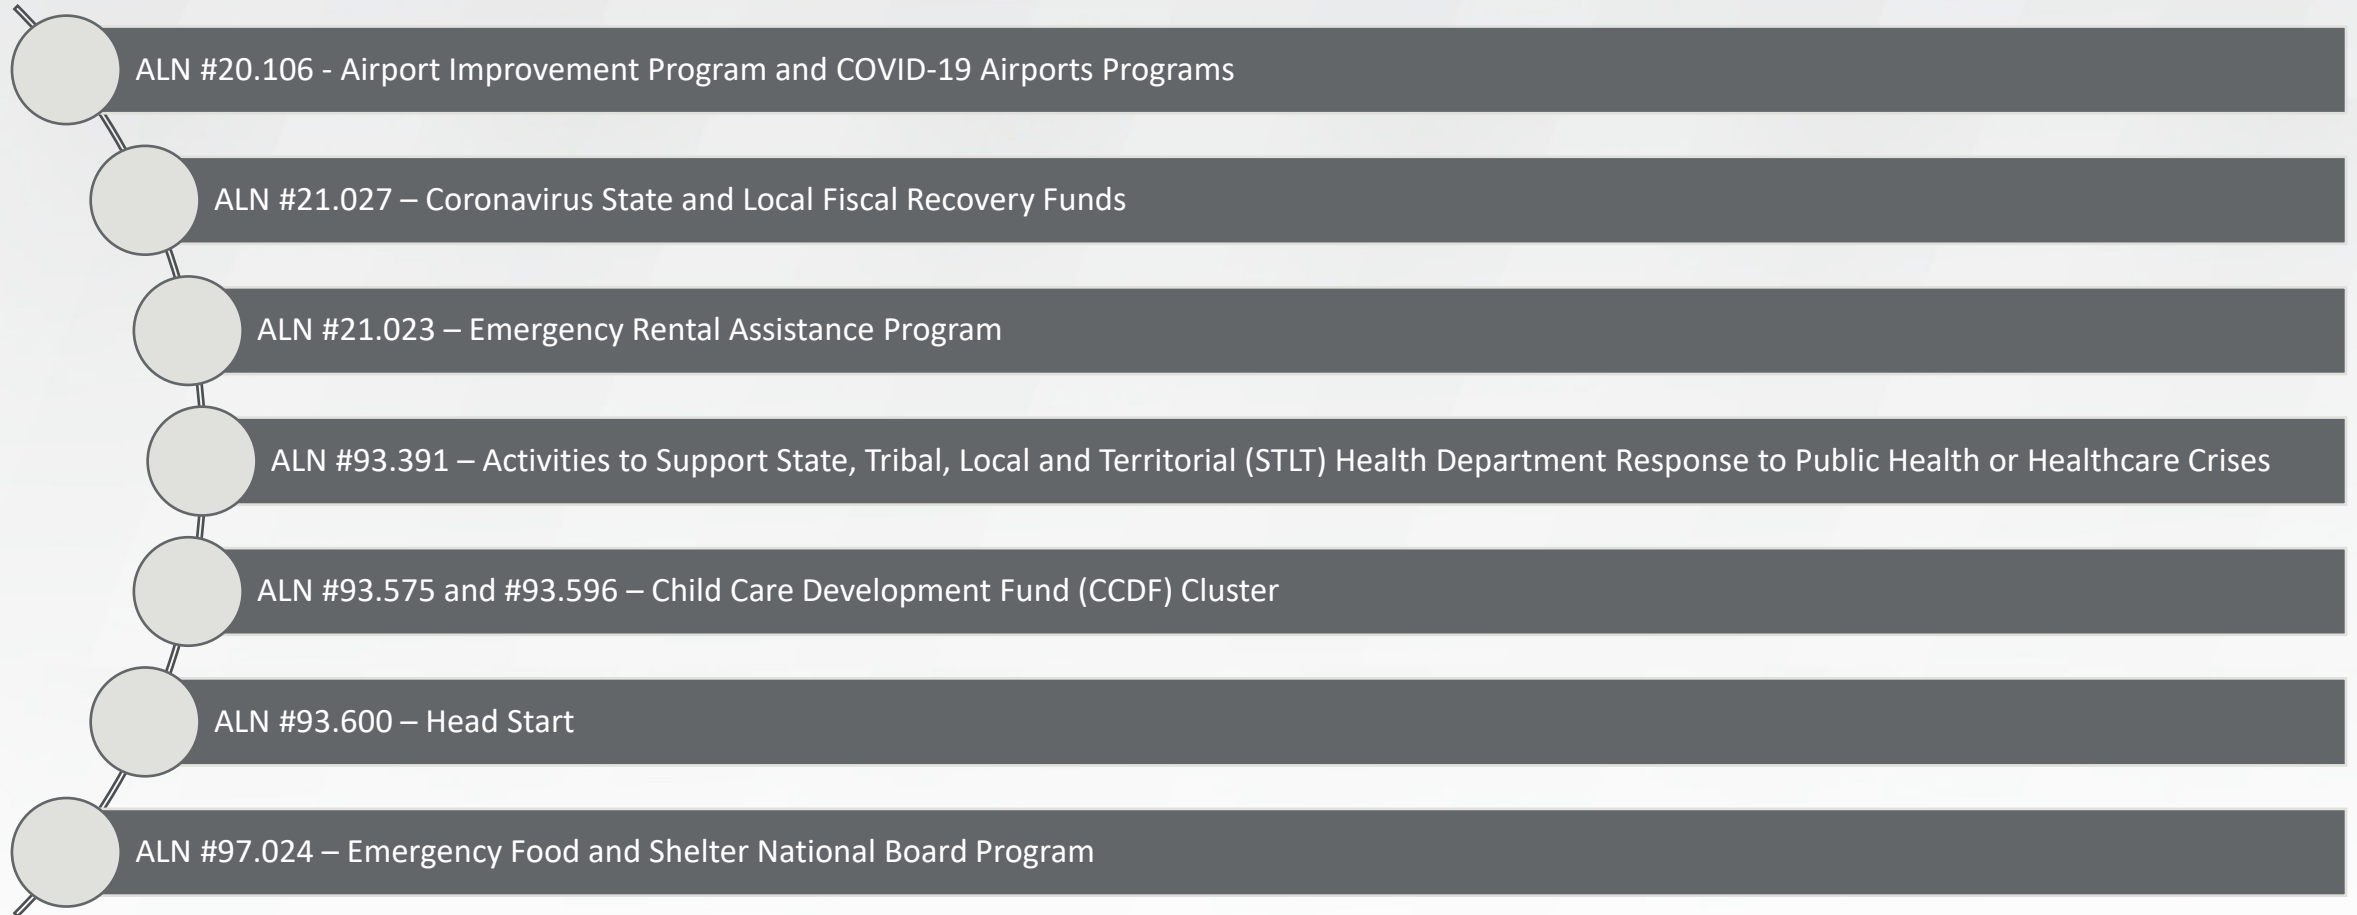 ALN #20.106 - Airport Improvement Program and COVID-19 Airports Programs
ALN #21.027 – Coronavirus State and Local Fiscal Recovery Funds
ALN #21.023 – Emergency Rental Assistance Program
ALN #93.391 – Activities to Support State, Tribal, Local and Territorial (STLT) Health Department Response to Public Health or Healthcare Crises
ALN #93.575 and #93.596 – Child Care Development Fund (CCDF) Cluster
ALN #93.600 – Head Start
ALN #97.024 – Emergency Food and Shelter National Board Program